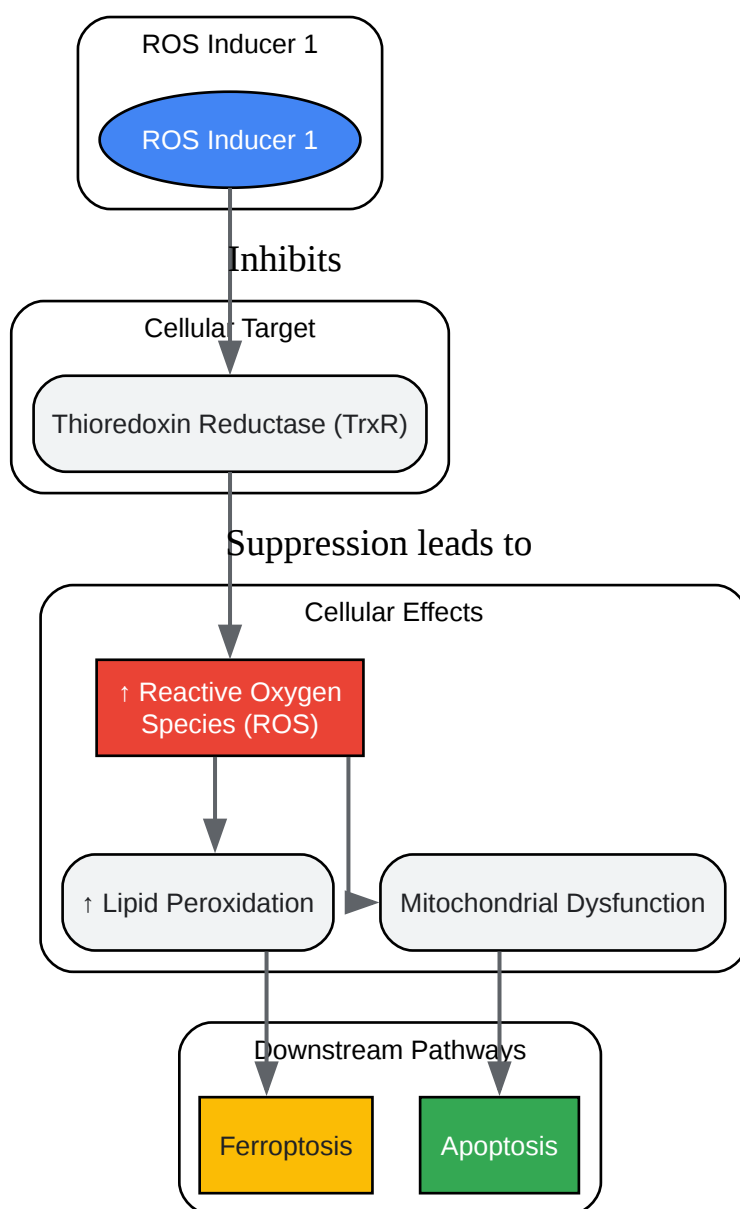 ROS Inducer 1
ROS Inducer 1
Inhibits
Cellular Target
Thioredoxin Reductase (TrxR)
Suppression leads to
Cellular Effects
↑ Reactive Oxygen
Species (ROS)
↑ Lipid Peroxidation
Mitochondrial Dysfunction
Downstream Pathways
Ferroptosis
Apoptosis